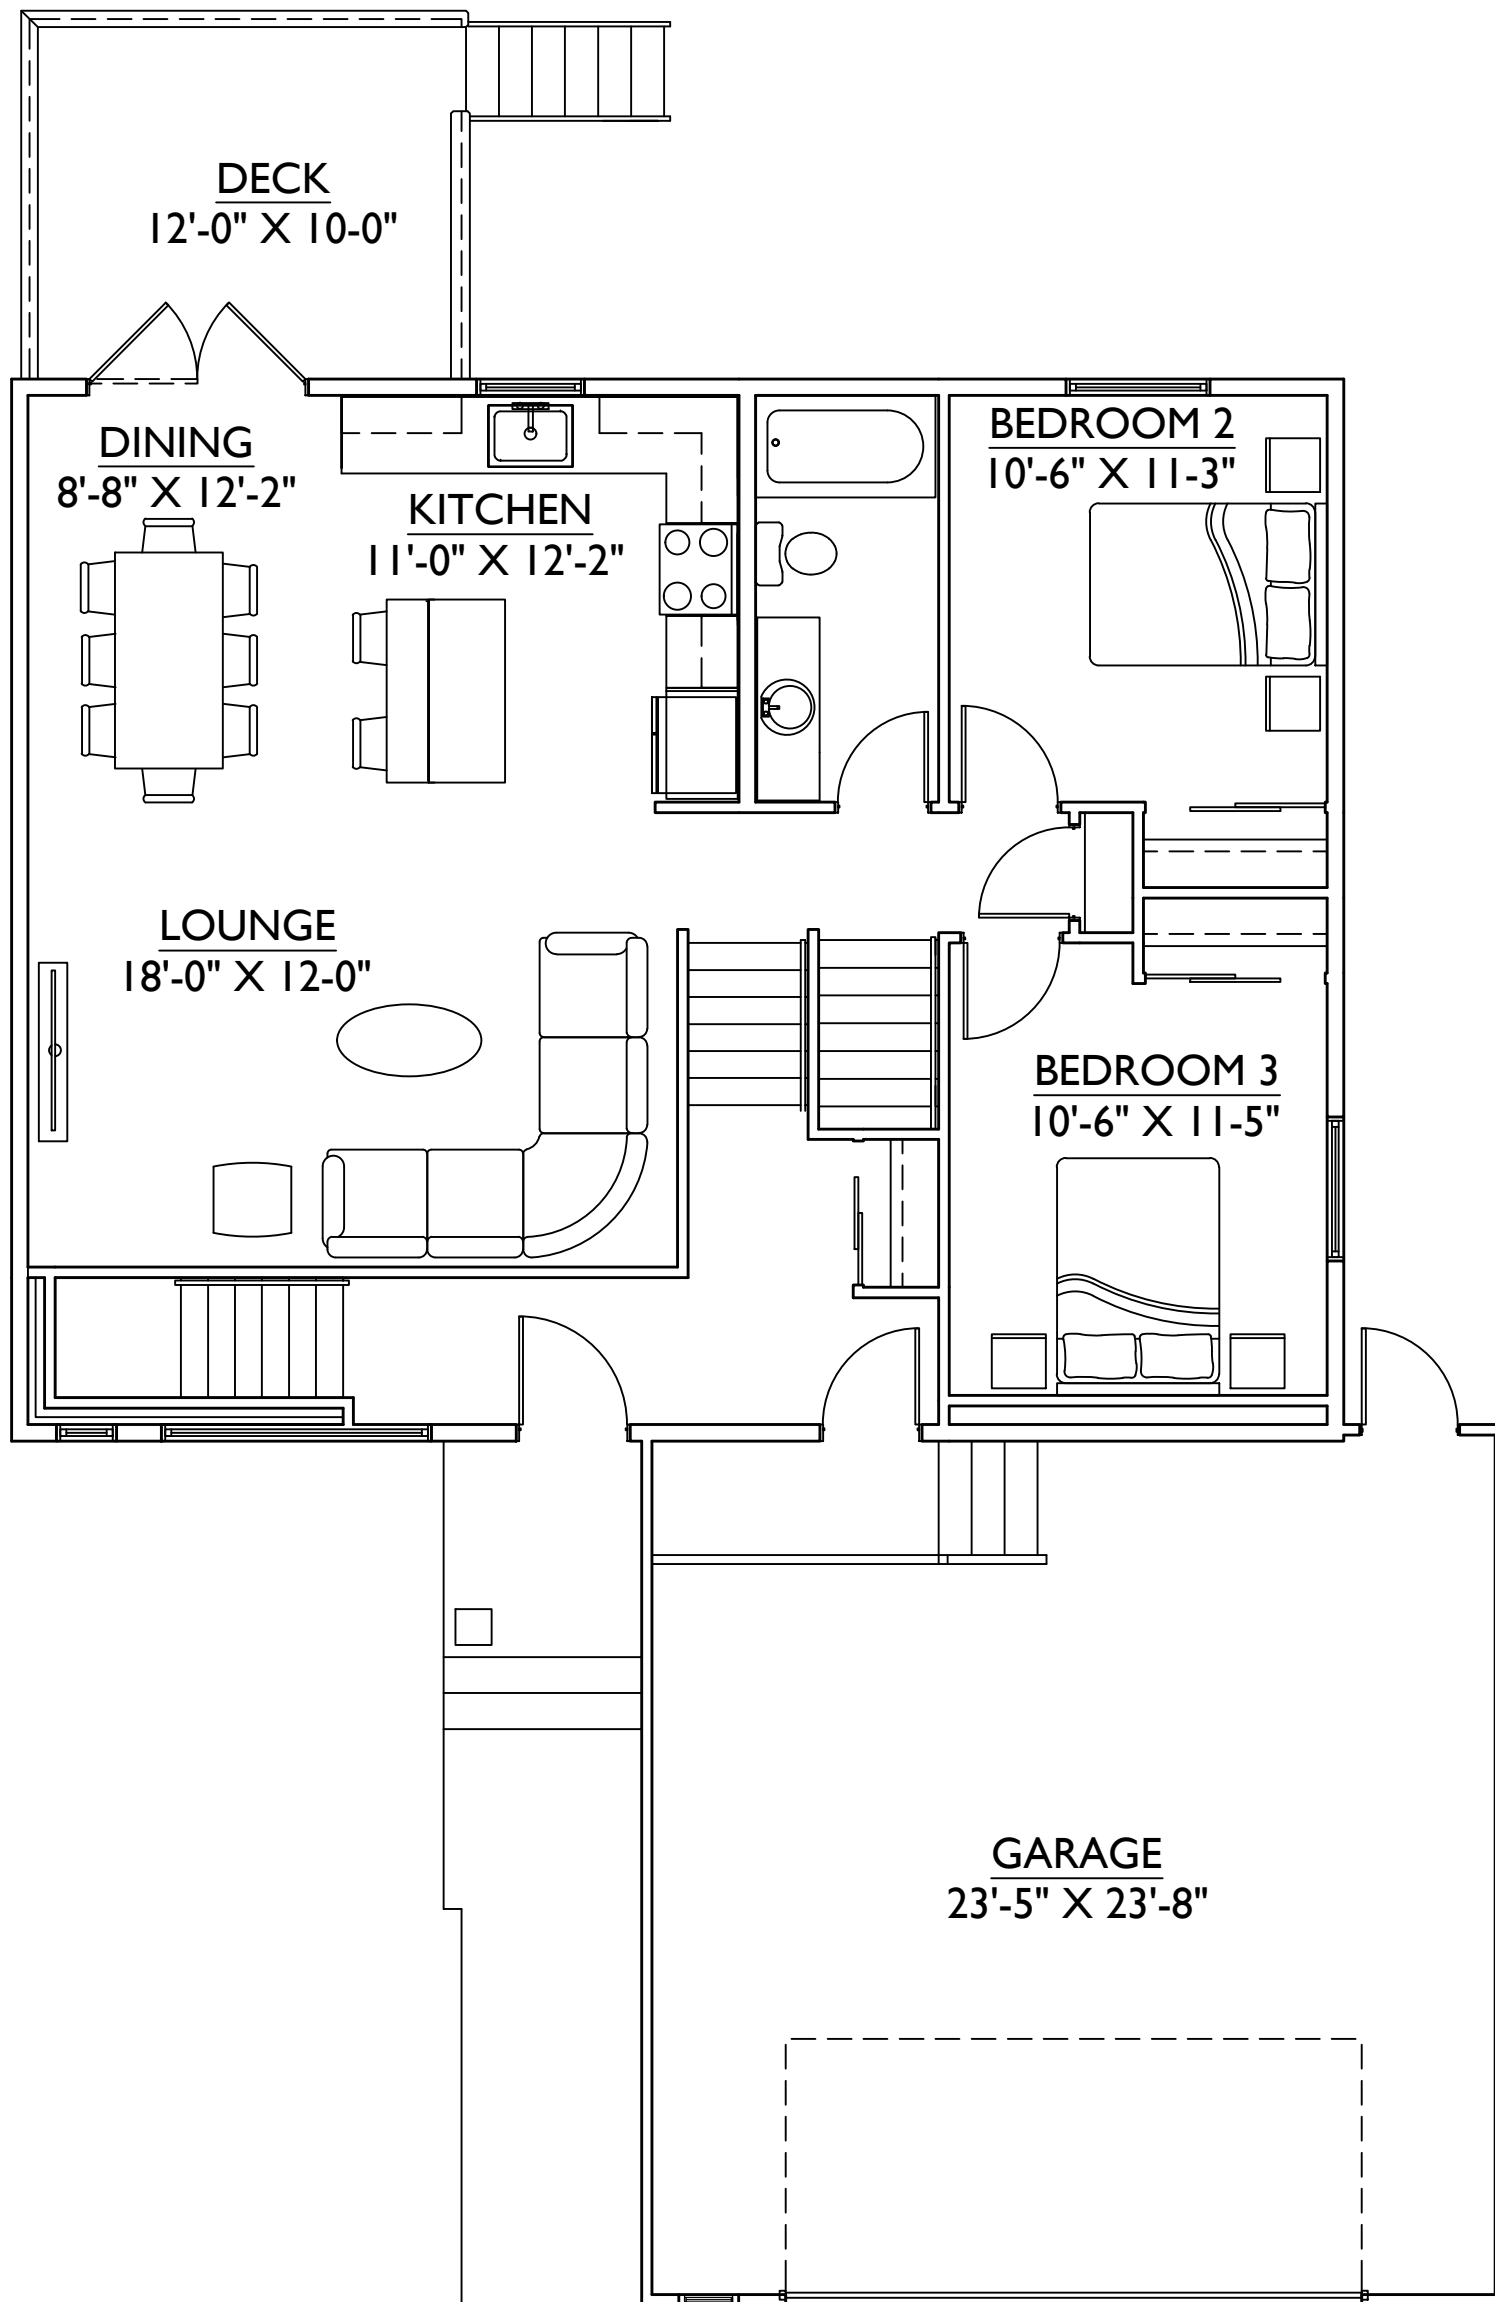 DECK
12'-0" X 10-0"
DINING
8'-8" X 12'-2"
KITCHEN
11'-0" X 12'-2"
BEDROOM 2
10'-6" X 11-3"
LOUNGE
18'-0" X 12-0"
BEDROOM 3
10'-6" X 11-5"
GARAGE
23'-5" X 23'-8"